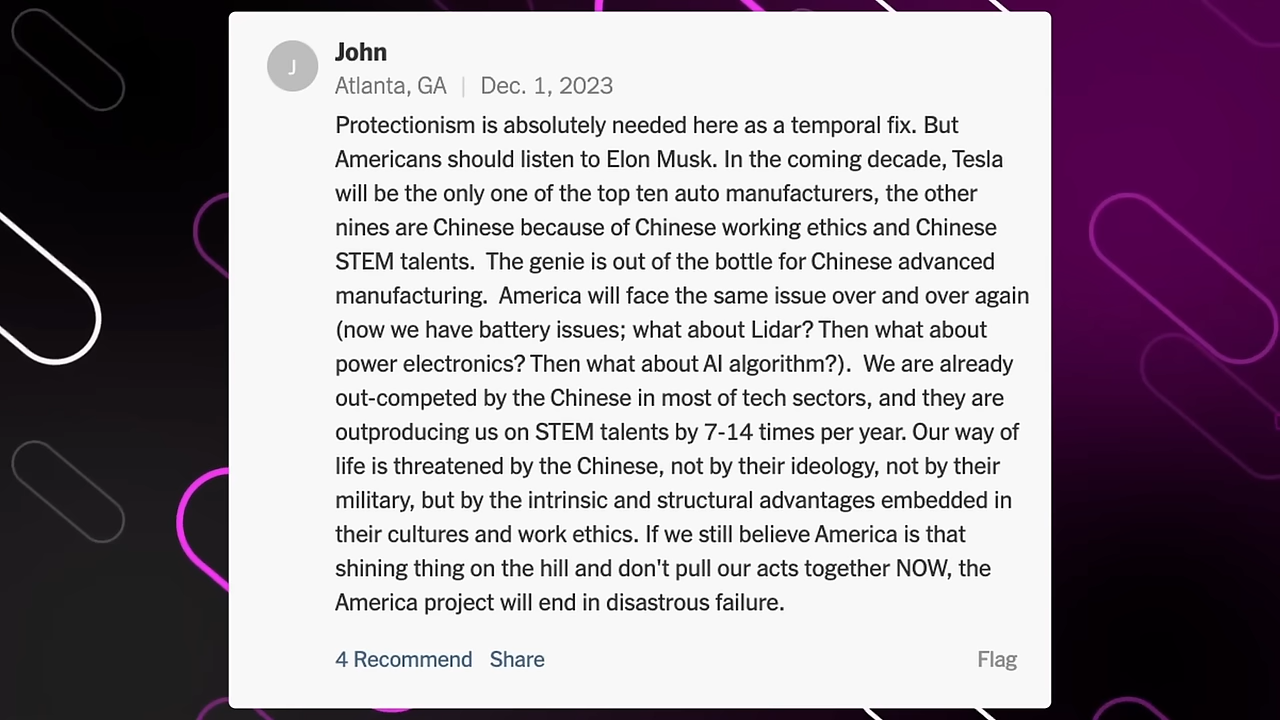 J
John
Atlanta, GA | Dec. 1, 2023
Protectionism is absolutely needed here as a temporal fix. But
Americans should listen to Elon Musk. In the coming decade, Tesla
will be the only one of the top ten auto manufacturers, the other
nines are Chinese because of Chinese working ethics and Chinese
STEM talents.  The genie is out of the bottle for Chinese advanced
manufacturing.  America will face the same issue over and over again
(now we have battery issues; what about Lidar? Then what about
power electronics? Then what about AI algorithm?).  We are already
out-competed by the Chinese in most of tech sectors, and they are
outproducing us on STEM talents by 7-14 times per year. Our way of
life is threatened by the Chinese, not by their ideology, not by their
military, but by the intrinsic and structural advantages embedded in
their cultures and work ethics. If we still believe America is that
shining thing on the hill and don't pull our acts together NOW, the
America project will end in disastrous failure.
4 Recommend Share Flag